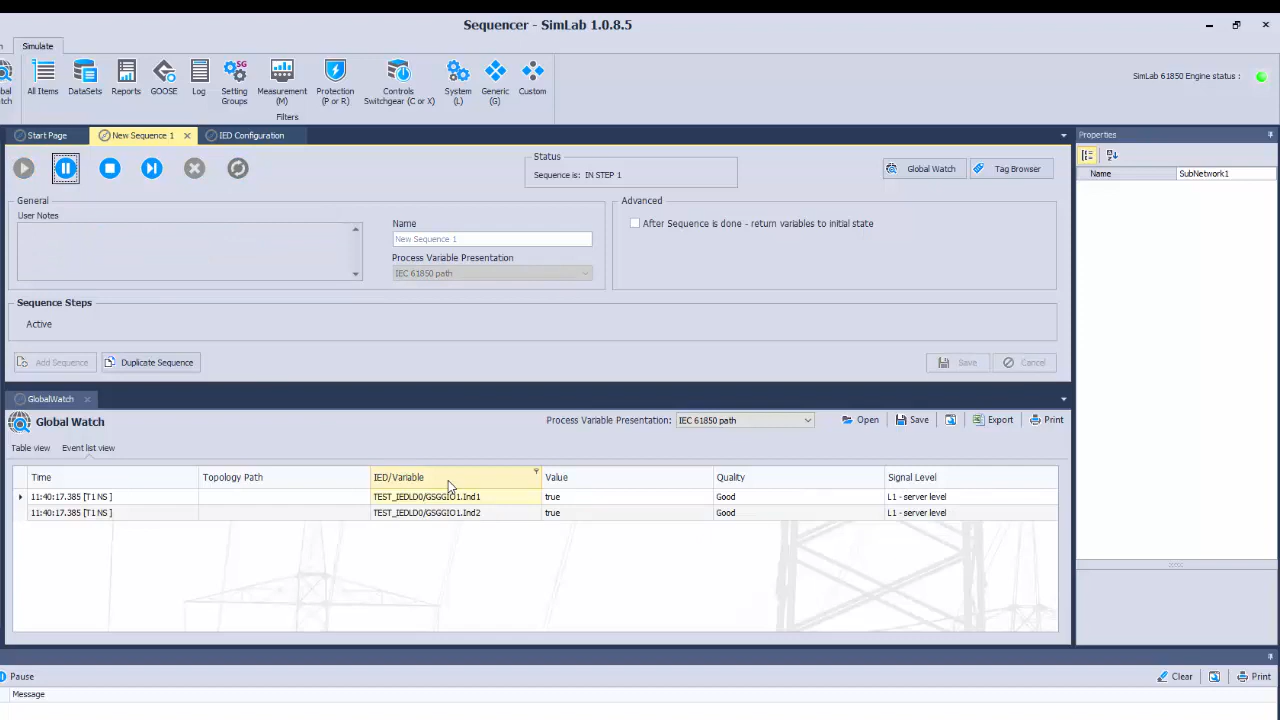 Sequencer - SimLab 1.0.8.5
Simulate
All Items
DataSets
Reports
GOOSE
Log
Setting Groups
Measurement (M)
Protection (P or R)
Controls Switchgear (C or X)
System (L)
Generic (G)
Custom
Filters
SimLab 61850 Engine status :
Start Page
New Sequence 1
IED Configuration
Properties
Name SubNetwork1
Status
Sequence is: IN STEP 1
Global Watch
Tag Browser
General
User Notes
Name
New Sequence 1
Process Variable Presentation
IEC 61850 path
Advanced
After Sequence is done - return variables to initial state
Sequence Steps
Active
Add Sequence
Duplicate Sequence
Save
Cancel
GlobalWatch
Global Watch
Process Variable Presentation: IEC 61850 path
Open
Save
Export
Print
Table view
Event list view
Time Topology Path IED/Variable Value Quality Signal Level
11:40:17.385 [T1 NS ] TEST_IEDLD0/GSGGIO1.Ind1 true Good L1 - server level
11:40:17.385 [T1 NS ] TEST_IEDLD0/GSGGIO1.Ind2 true Good L1 - server level
Pause
Clear
Print
Message